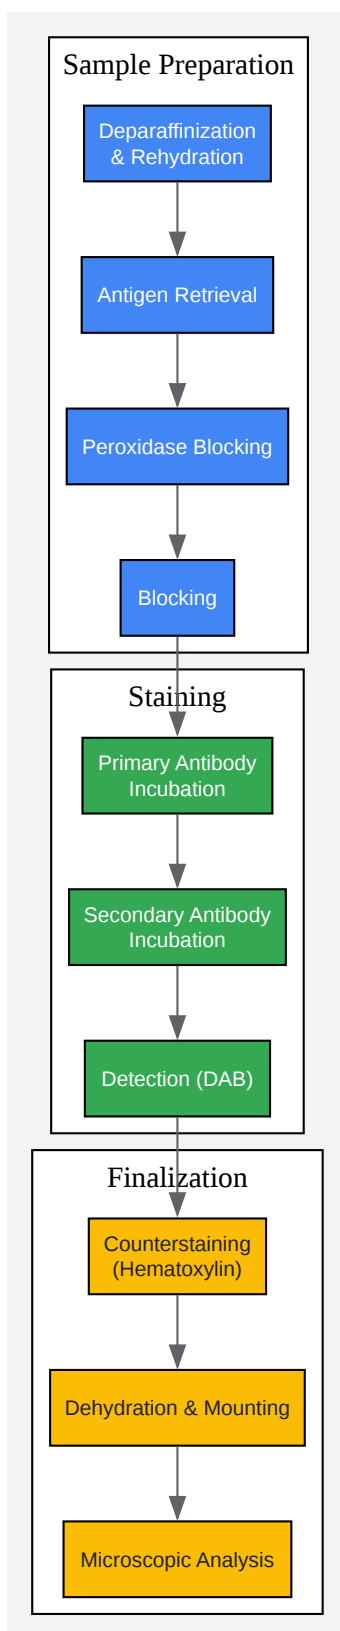 Sample Preparation
Deparaffinization
& Rehydration
Antigen Retrieval
Peroxidase Blocking
Blocking
Staining
Primary Antibody
Incubation
Secondary Antibody
Incubation
Detection (DAB)
Finalization
Counterstaining
(Hematoxylin)
Dehydration & Mounting
Microscopic Analysis